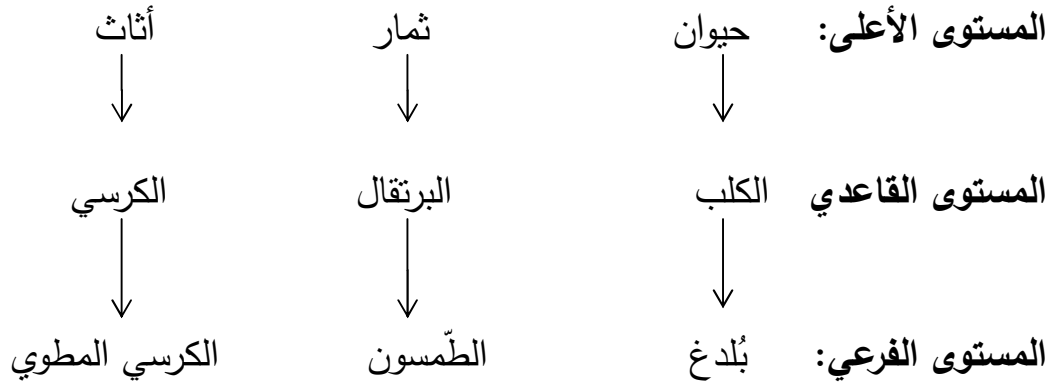 المستوى الأعلى: حيوان ثمار أثاث
المستوى القاعدي الكلب البرتقال الكرسي
المستوى الفرعي: بُلدغ الطّمسون الكرسي المطوي